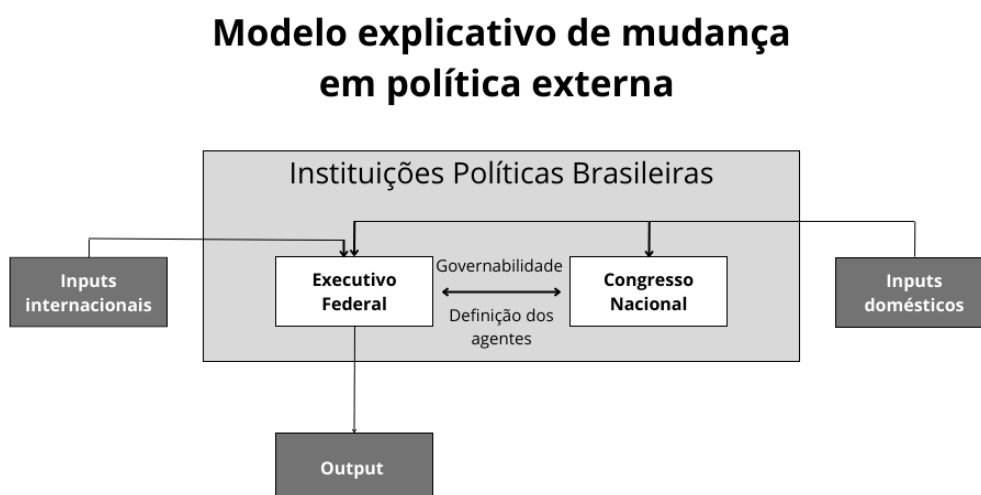 Modelo explicativo de mudança
em política externa
Instituições Políticas Brasileiras
Inputs
internacionais
Executivo
Federal
Governabilidade
Definição dos
agentes
Congresso
Nacional
Inputs
domésticos
Output